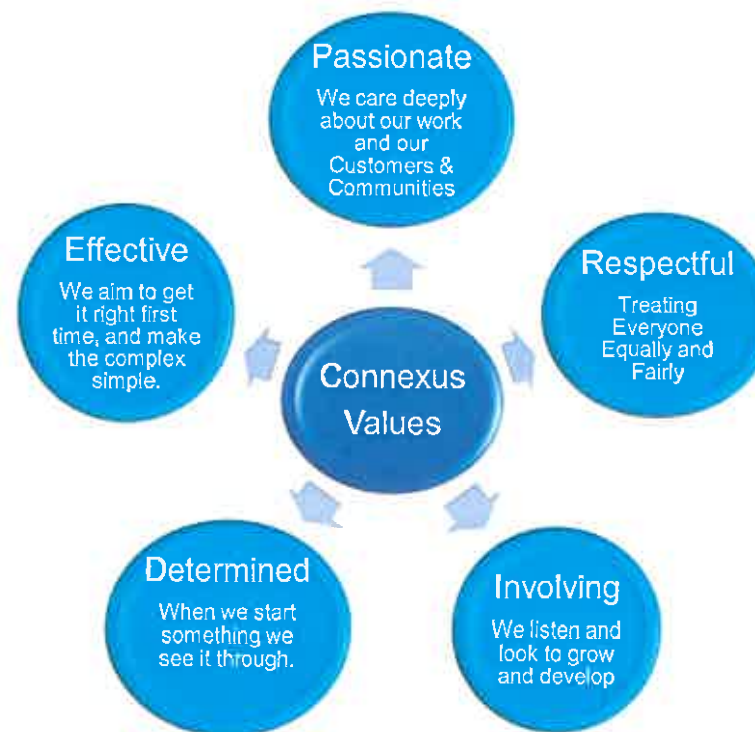 Passionate
We care deeply
about our work
and our
Customers &
Communities
Effective
We aim to get
it right first
time, and make
the complex
simple.
Respectful
Treating
Everyone
Equally and
Fairly
Connexus
Values
Determined
When we start
something we
see it through.
Involving
We listen and
look to grow
and develop